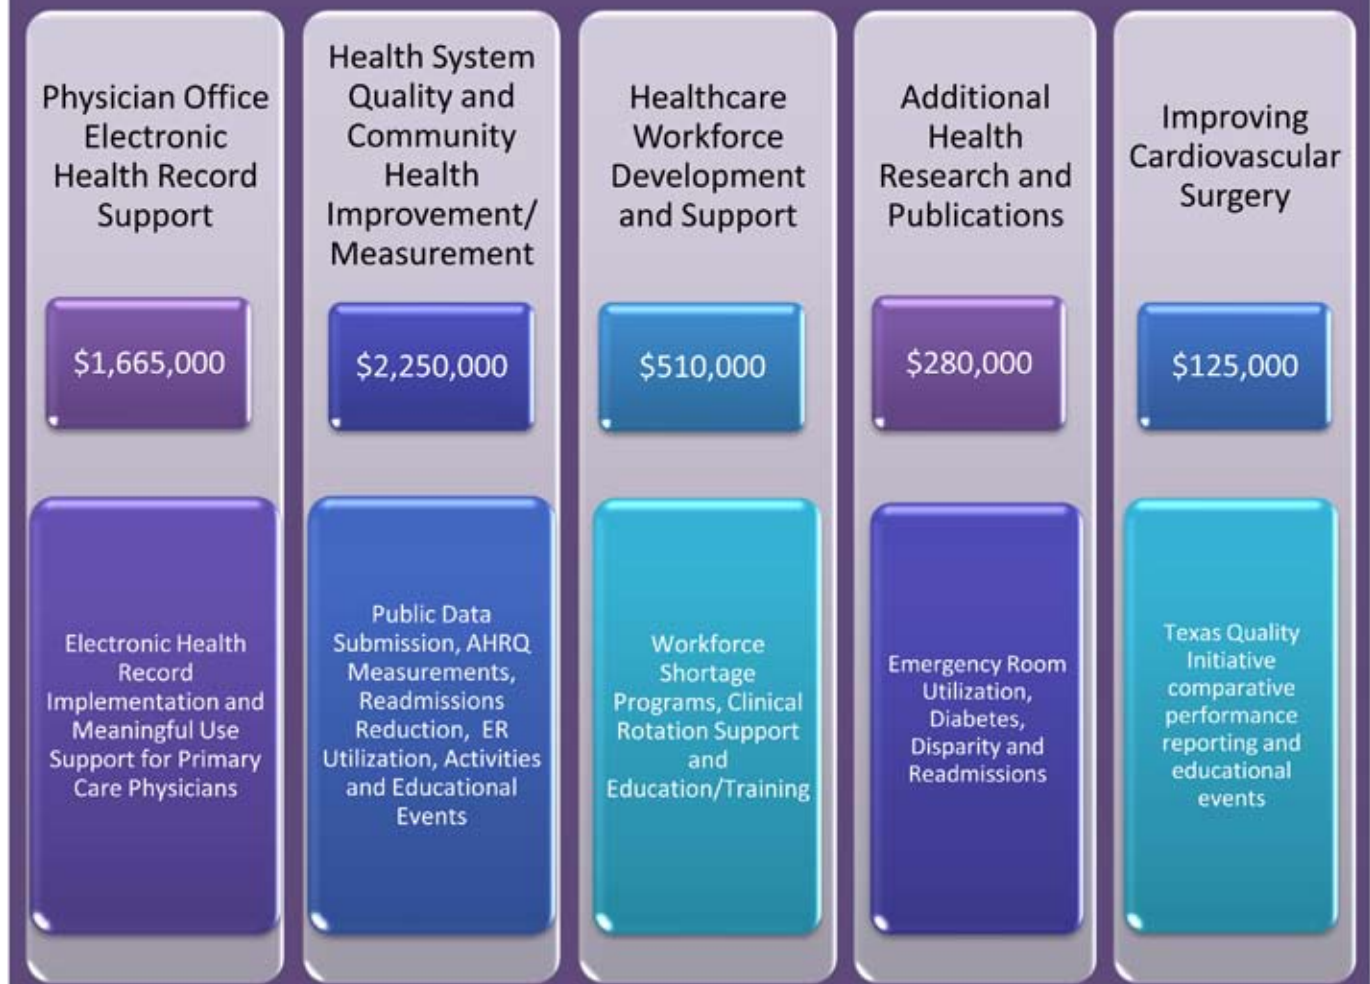 Physician Office
Electronic
Health Record
Support
$1,665,000
Electronic Health
Record
Implementation and
Meaningful Use
Support for Primary
Care Physicians
Health System
Quality and
Community
Health
Improvement/
Measurement
$2,250,000
Public Data
Submission, AHRQ
Measurements,
Readmissions
Reduction, ER
Utilization, Activities
and Educational
Events
Healthcare
Workforce
Development
and Support
$510,000
Workforce
Shortage
Programs, Clinical
Rotation Support
and
Education/Training
Additional
Health
Research and
Publications
$280,000
Emergency Room
Utilization,
Diabetes,
Disparity and
Readmissions
Improving
Cardiovascular
Surgery
$125,000
Texas Quality
Initiative
comparative
performance
reporting and
educational
events